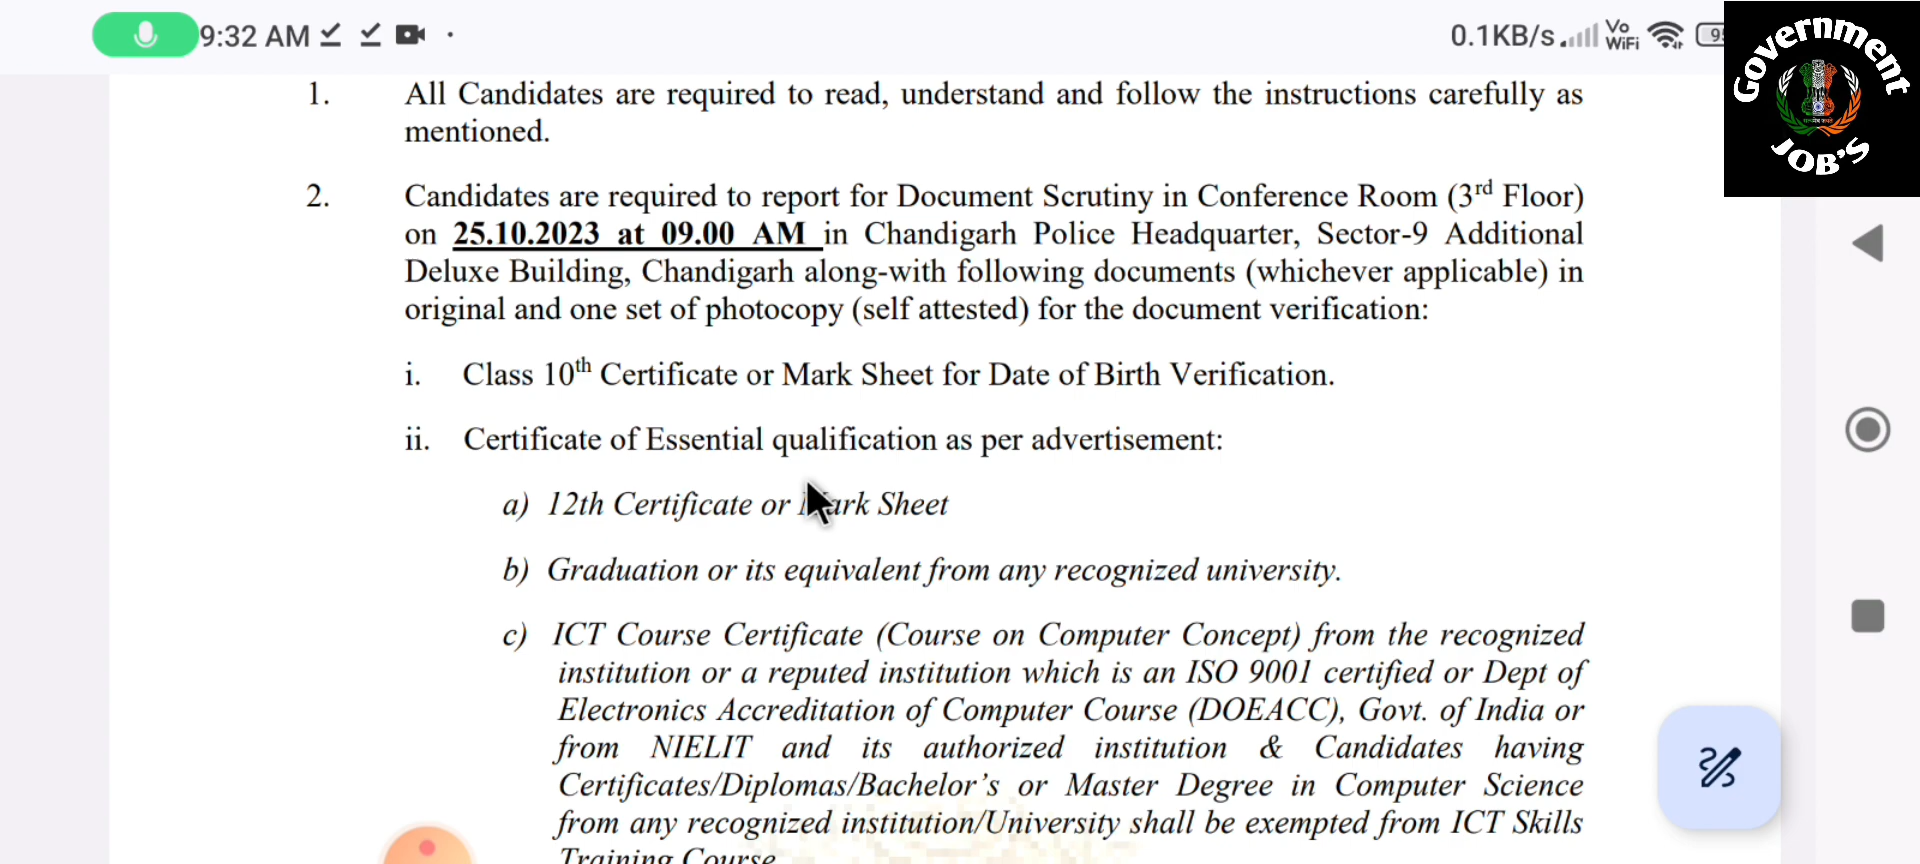 9:32 AM
0.1KB/s Vo WiFi
Government
JOB'S
1. All Candidates are required to read, understand and follow the instructions carefully as
mentioned.
2. Candidates are required to report for Document Scrutiny in Conference Room (3rd Floor)
on 25.10.2023 at 09.00 AM in Chandigarh Police Headquarter, Sector-9 Additional
Deluxe Building, Chandigarh along-with following documents (whichever applicable) in
original and one set of photocopy (self attested) for the document verification:
i. Class 10th Certificate or Mark Sheet for Date of Birth Verification.
ii. Certificate of Essential qualification as per advertisement:
a) 12th Certificate or Mark Sheet
b) Graduation or its equivalent from any recognized university.
c) ICT Course Certificate (Course on Computer Concept) from the recognized
institution or a reputed institution which is an ISO 9001 certified or Dept of
Electronics Accreditation of Computer Course (DOEACC), Govt. of India or
from NIELIT and its authorized institution & Candidates having
Certificates/Diplomas/Bachelor's or Master Degree in Computer Science
from any recognized institution/University shall be exempted from ICT Skills
Training Course